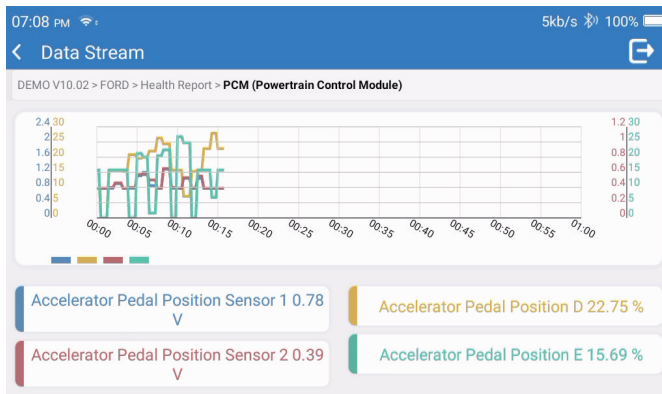 07:08 PM 5kb/s 100%
Data Stream
DEMO V10.02 > FORD > Health Report > PCM (Powertrain Control Module)
2.4 30 1.2 30
2 25 1 25
1.6 20 0.8 20
1.2 15 0.6 15
0.8 10 0.4 10
0.4 5 0.2 5
0 0 0 0
00:00 00:05 00:10 00:15 00:20 00:25 00:30 00:35 00:40 00:45 00:50 00:55 01:00
Accelerator Pedal Position Sensor 1 0.78
V
Accelerator Pedal Position D 22.75 %
Accelerator Pedal Position Sensor 2 0.39
V
Accelerator Pedal Position E 15.69 %